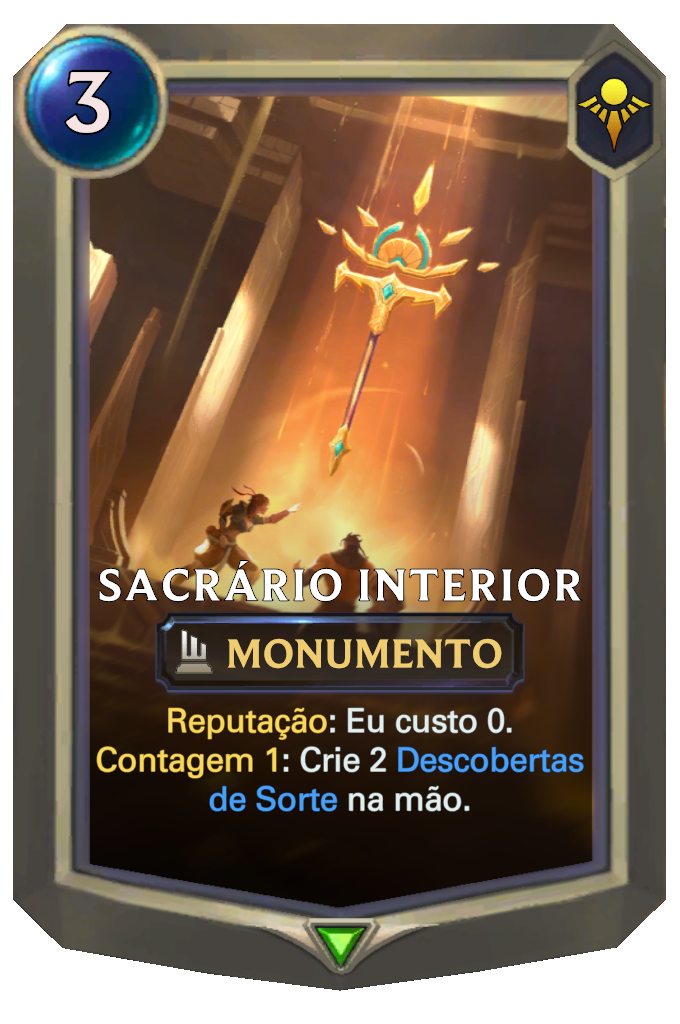 3
SACRÁRIO INTERIOR
MONUMENTO
Reputação: Eu custo 0.
Contagem 1: Crie 2 Descobertas
de Sorte na mão.